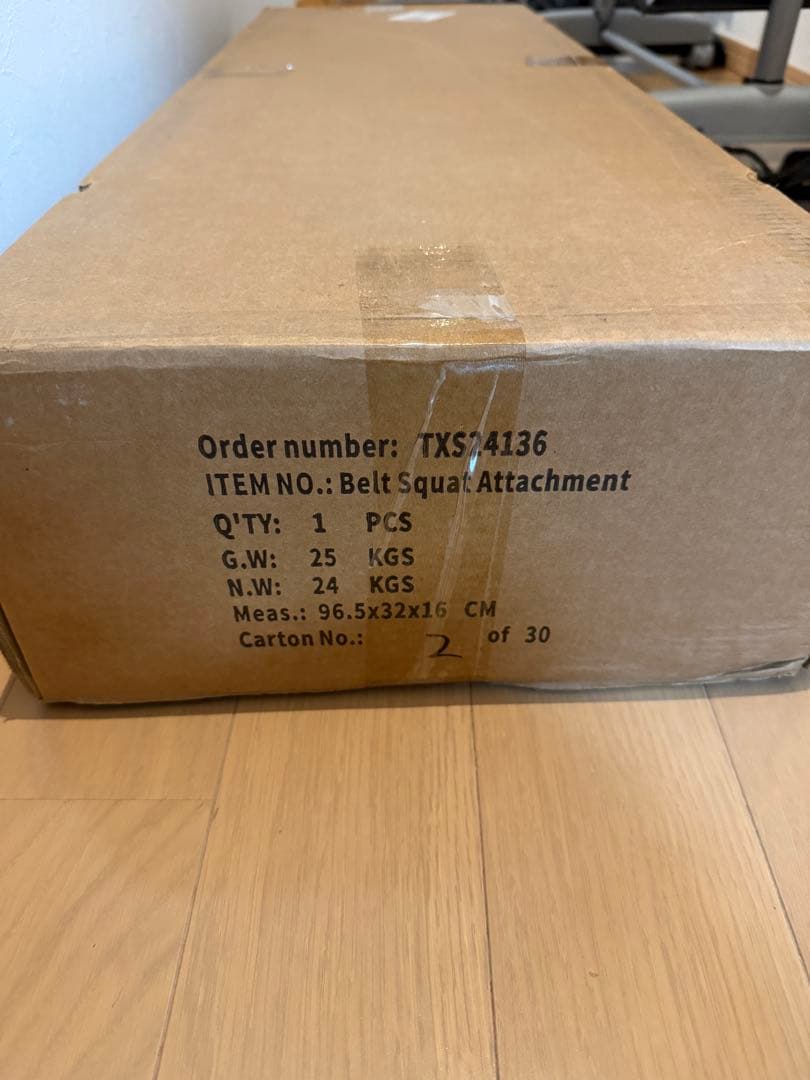 Order number: TXS24136
ITEM NO.: Belt Squat Attachment
Q'TY: 1 PCS
G.W: 25 KGS
N.W: 24 KGS
Meas.: 96.5x32x16 CM
Carton No.: 2 of 30